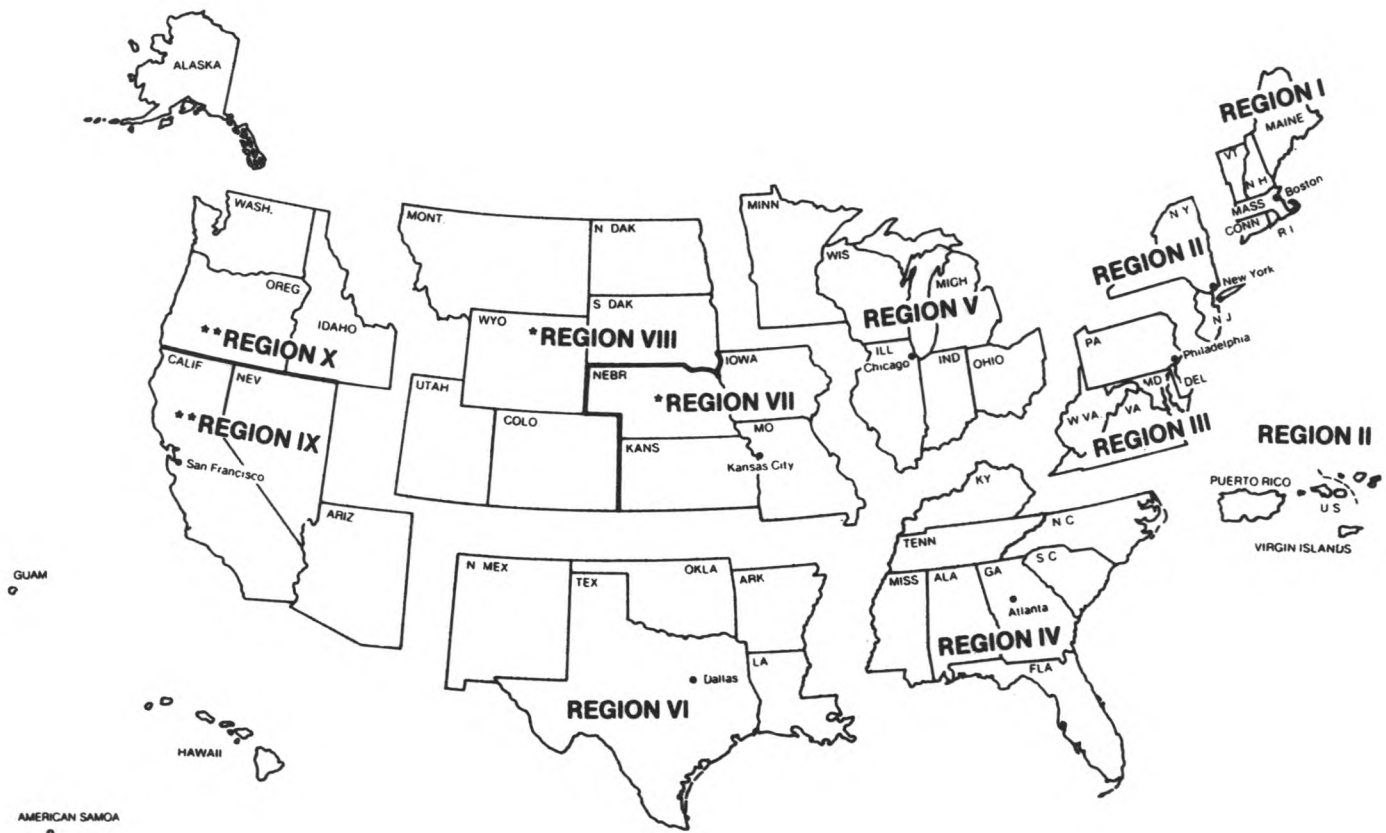 ALASKA
REGION I
MAINE
VT
N H
Boston
MASS
CONN
R I
WASH.
MONT.
N DAK
MINN
N Y
REGION II
New York
N J
OREG
IDAHO
**REGION X
WYO
S DAK
*REGION VIII
WIS
MICH
REGION V
PA
Philadelphia
MD
DEL
W VA.
VA
REGION III
CALIF
NEV
**REGION IX
San Francisco
UTAH
COLO
NEBR
IOWA
*REGION VII
KANS
MO
Kansas City
ILL
Chicago
IND
OHIO
REGION II
PUERTO RICO
U S
VIRGIN ISLANDS
ARIZ
KY
N C
TENN
S C
MISS
ALA
GA
Atlanta
REGION IV
FLA
GUAM
N MEX
TEX
OKLA
ARK
LA
Dallas
REGION VI
HAWAII
AMERICAN SAMOA